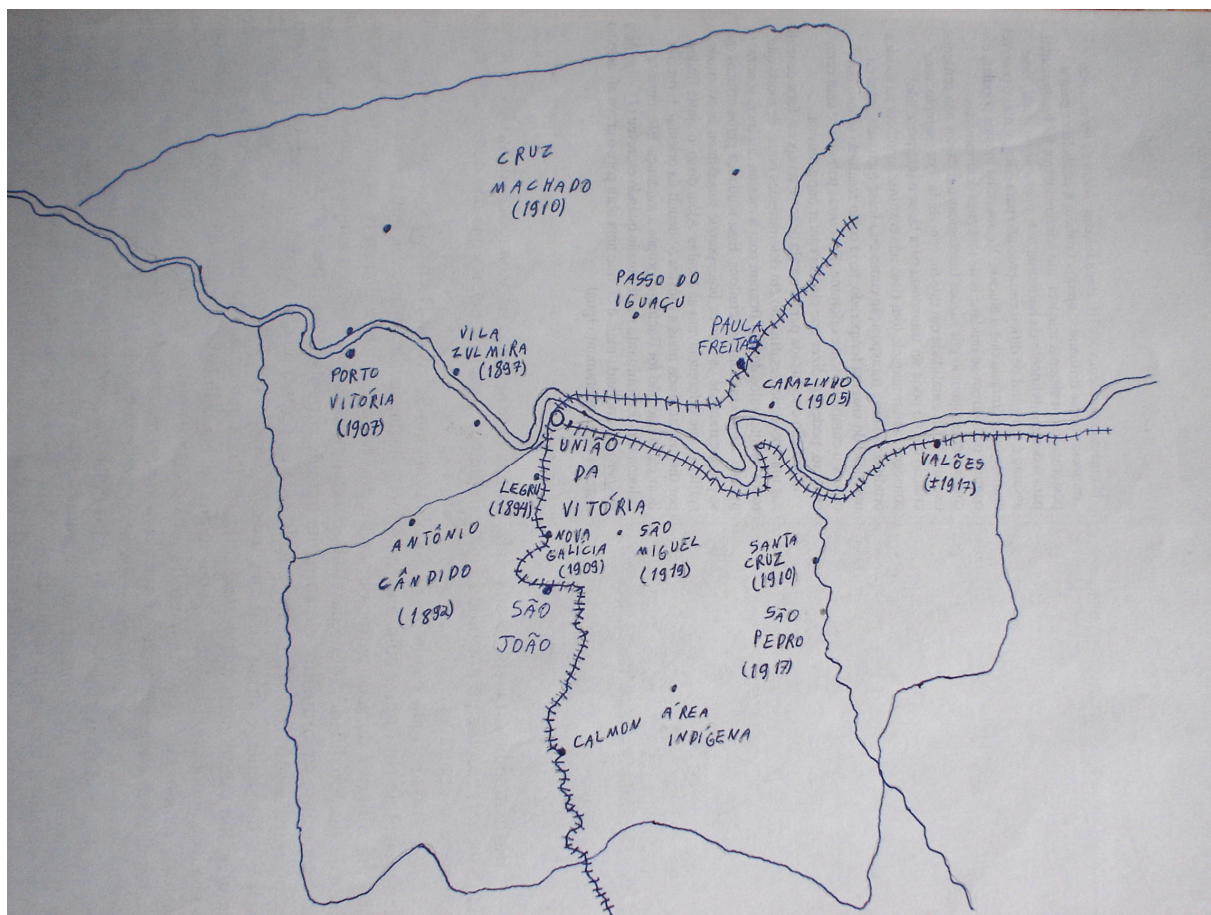 CRUZ
MACHADO
(1910)
PASSO DO
IGUAÇU
PAULA
FREITAS
VILA
ZULMIRA
(1897)
PORTO
VITÓRIA
(1907)
CARAZINHO
(1905)
UNIÃO
DA
VITÓRIA
VALÕES
(±1917)
LEGRU
(1894)
ANTÔNIO
CÂNDIDO
(1892)
NOVA
GALICIA
(1909)
SÃO
MIGUEL
(1919)
SANTA
CRUZ
(1910)
SÃO
JOÃO
SÃO
PEDRO
(1917)
CALMON
ÁREA
INDÍGENA